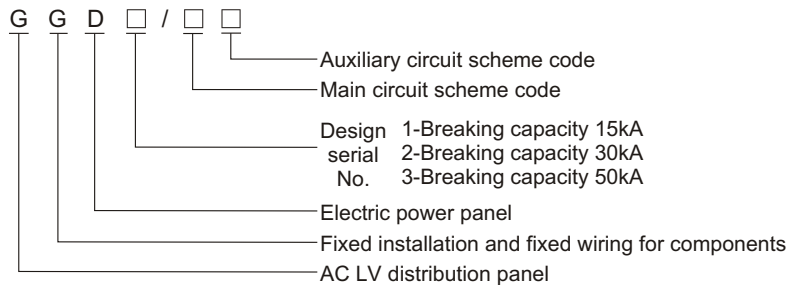 G G D □ / □ □
Auxiliary circuit scheme code
Main circuit scheme code
Design serial No.
1-Breaking capacity 15kA
2-Breaking capacity 30kA
3-Breaking capacity 50kA
Electric power panel
Fixed installation and fixed wiring for components
AC LV distribution panel